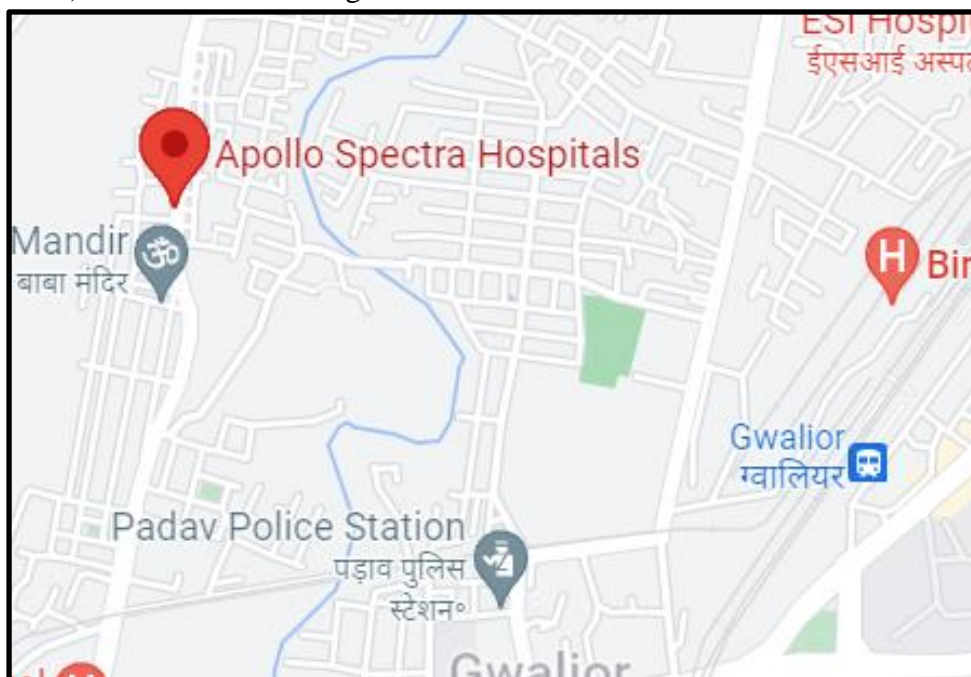 ESI Hospi
ईएसआई अस्पत
Apollo Spectra Hospitals
Mandir
बाबा मंदिर
H Bir
Gwalior
ग्वालियर
Padav Police Station
पड़ाव पुलिस
स्टेशन॰
Gwalior